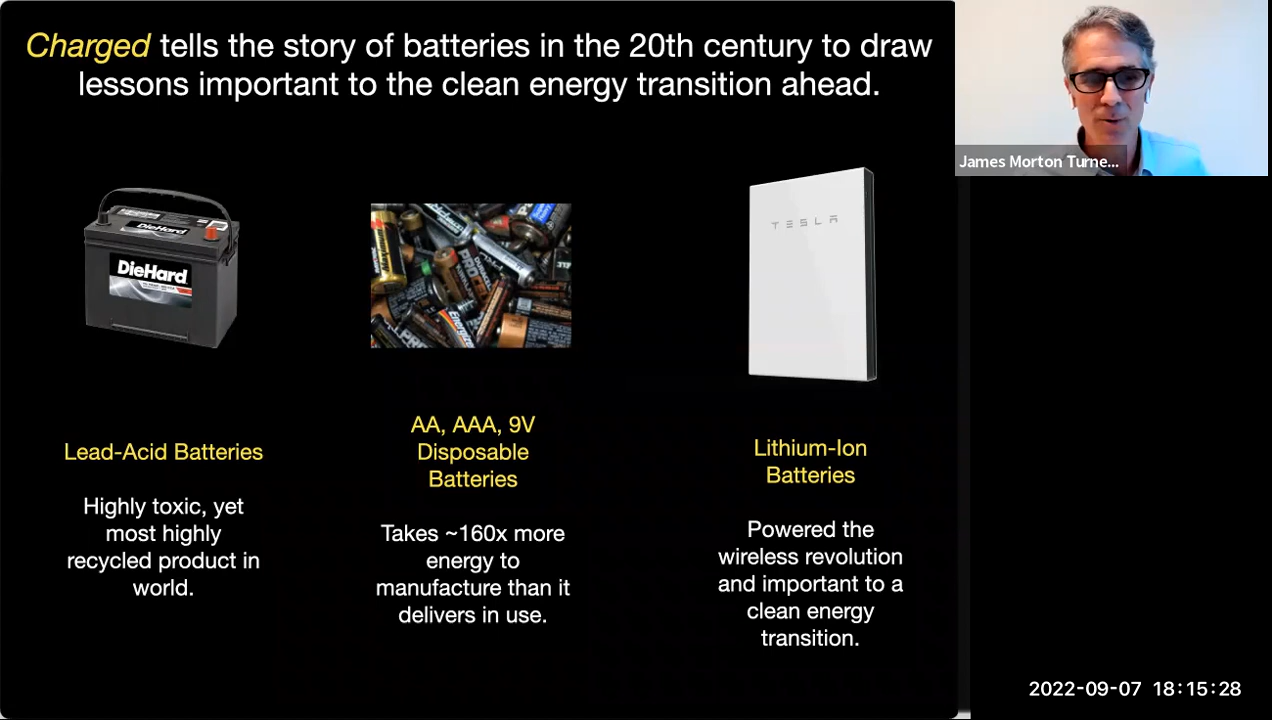 Charged tells the story of batteries in the 20th century to draw
lessons important to the clean energy transition ahead.
James Morton Turne...
DieHard
DieHard
TESLA
AA, AAA, 9V
Disposable
Batteries
Lead-Acid Batteries
Highly toxic, yet
most highly
recycled product in
world.
Takes ~160x more
energy to
manufacture than it
delivers in use.
Lithium-Ion
Batteries
Powered the
wireless revolution
and important to a
clean energy
transition.
2022-09-07 18:15:28